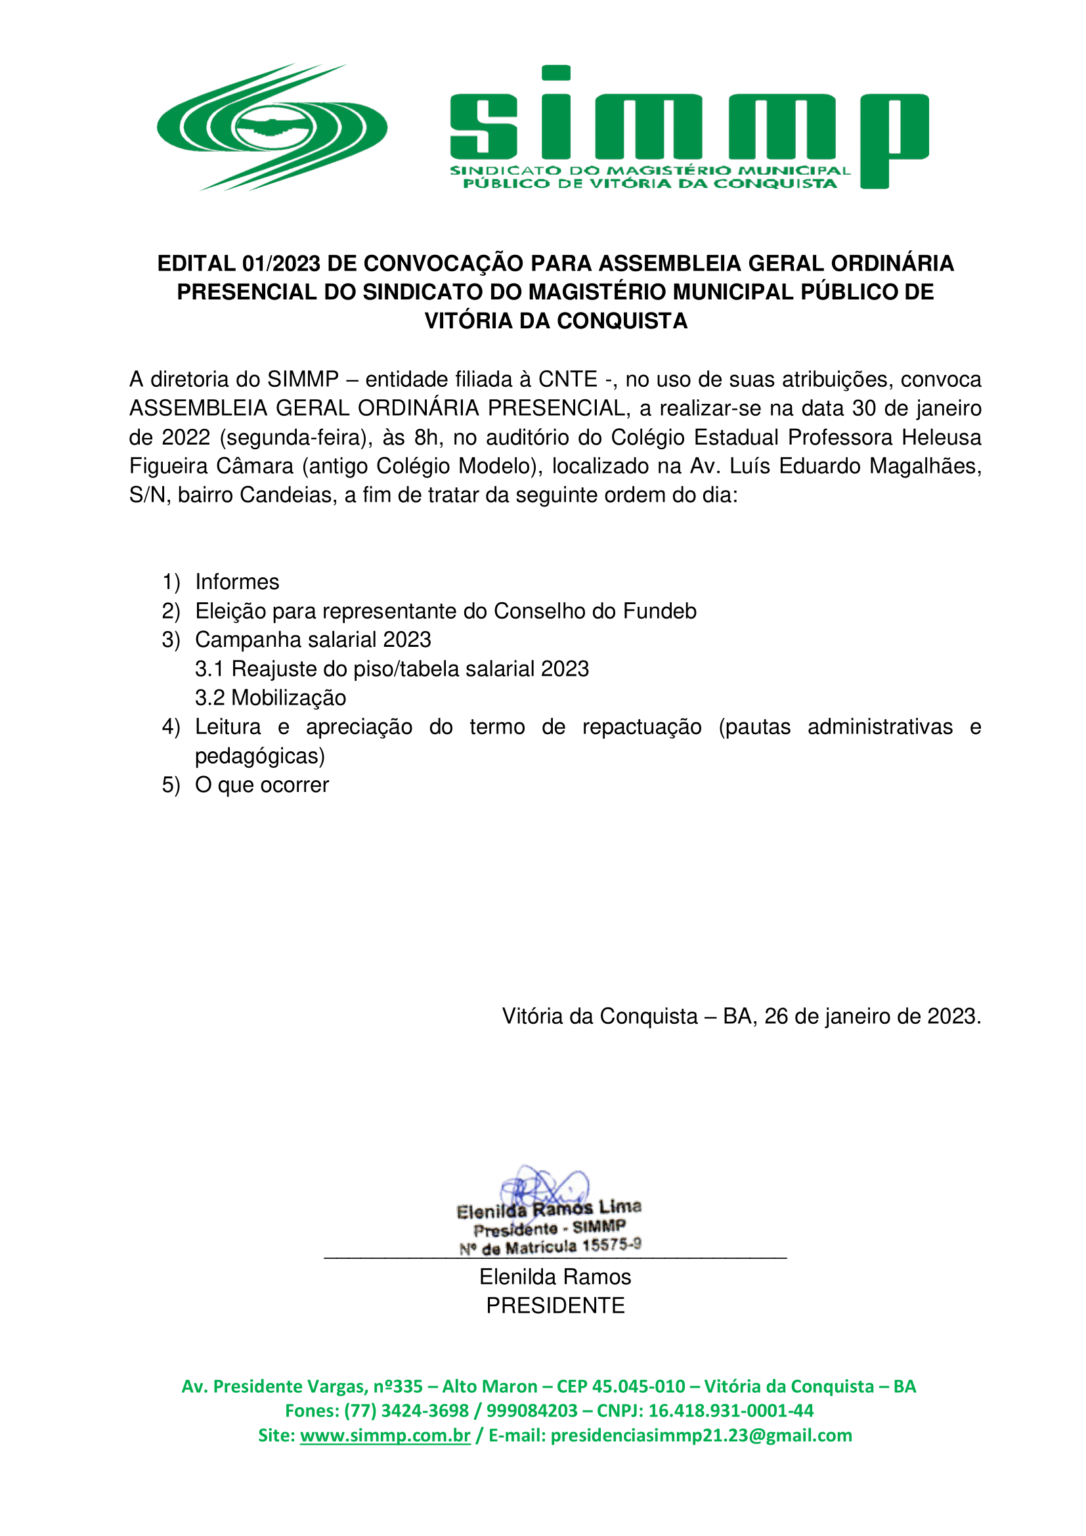 simmp
SINDICATO DO MAGISTÉRIO MUNICIPAL
PÚBLICO DE VITÓRIA DA CONQUISTA
EDITAL 01/2023 DE CONVOCAÇÃO PARA ASSEMBLEIA GERAL ORDINÁRIA
PRESENCIAL DO SINDICATO DO MAGISTÉRIO MUNICIPAL PÚBLICO DE
VITÓRIA DA CONQUISTA
A diretoria do SIMMP – entidade filiada à CNTE -, no uso de suas atribuições, convoca
ASSEMBLEIA GERAL ORDINÁRIA PRESENCIAL, a realizar-se na data 30 de janeiro
de 2022 (segunda-feira), às 8h, no auditório do Colégio Estadual Professora Heleusa
Figueira Câmara (antigo Colégio Modelo), localizado na Av. Luís Eduardo Magalhães,
S/N, bairro Candeias, a fim de tratar da seguinte ordem do dia:
1) Informes
2) Eleição para representante do Conselho do Fundeb
3) Campanha salarial 2023
3.1 Reajuste do piso/tabela salarial 2023
3.2 Mobilização
4) Leitura e apreciação do termo de repactuação (pautas administrativas e
pedagógicas)
5) O que ocorrer
Vitória da Conquista – BA, 26 de janeiro de 2023.
Elenilda Ramos Lima
Presidente - SIMMP
Nº de Matrícula 15575-9
Elenilda Ramos
PRESIDENTE
Av. Presidente Vargas, nº335 – Alto Maron – CEP 45.045-010 – Vitória da Conquista – BA
Fones: (77) 3424-3698 / 999084203 – CNPJ: 16.418.931-0001-44
Site: www.simmp.com.br / E-mail: presidenciasimmp21.23@gmail.com